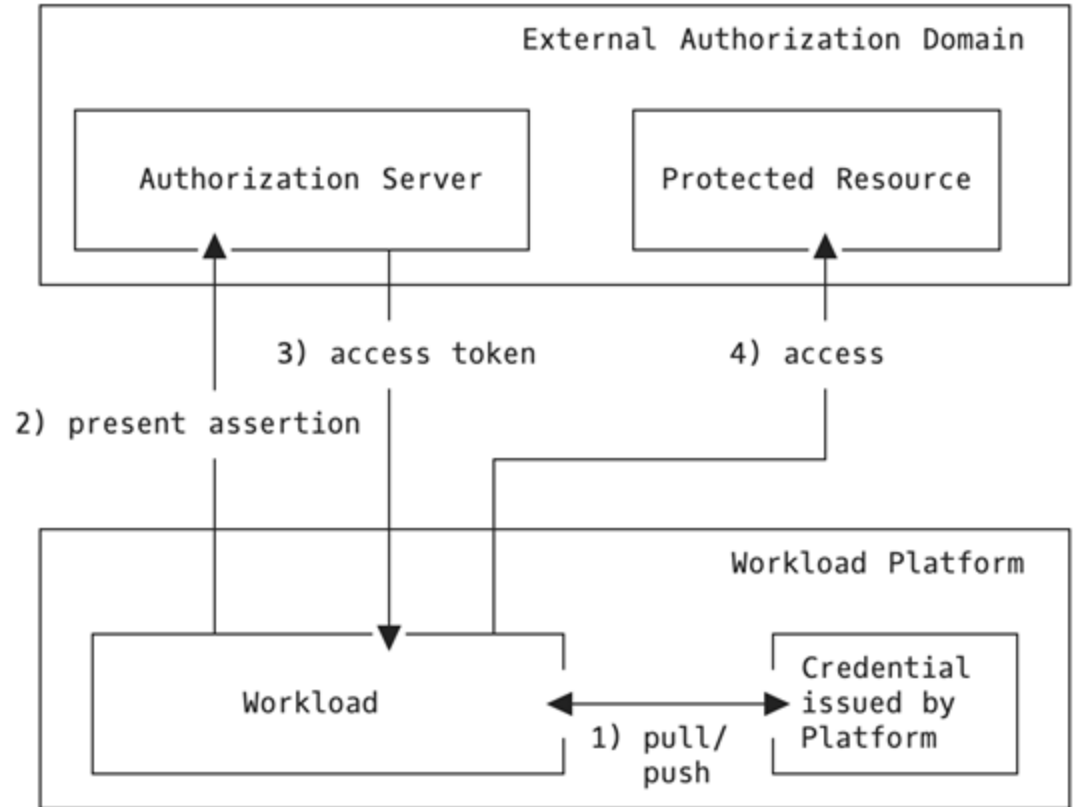 External Authorization Domain
Authorization Server
Protected Resource
3) access token
4) access
2) present assertion
Workload Platform
Workload
Credential
issued by
Platform
1) pull/
push